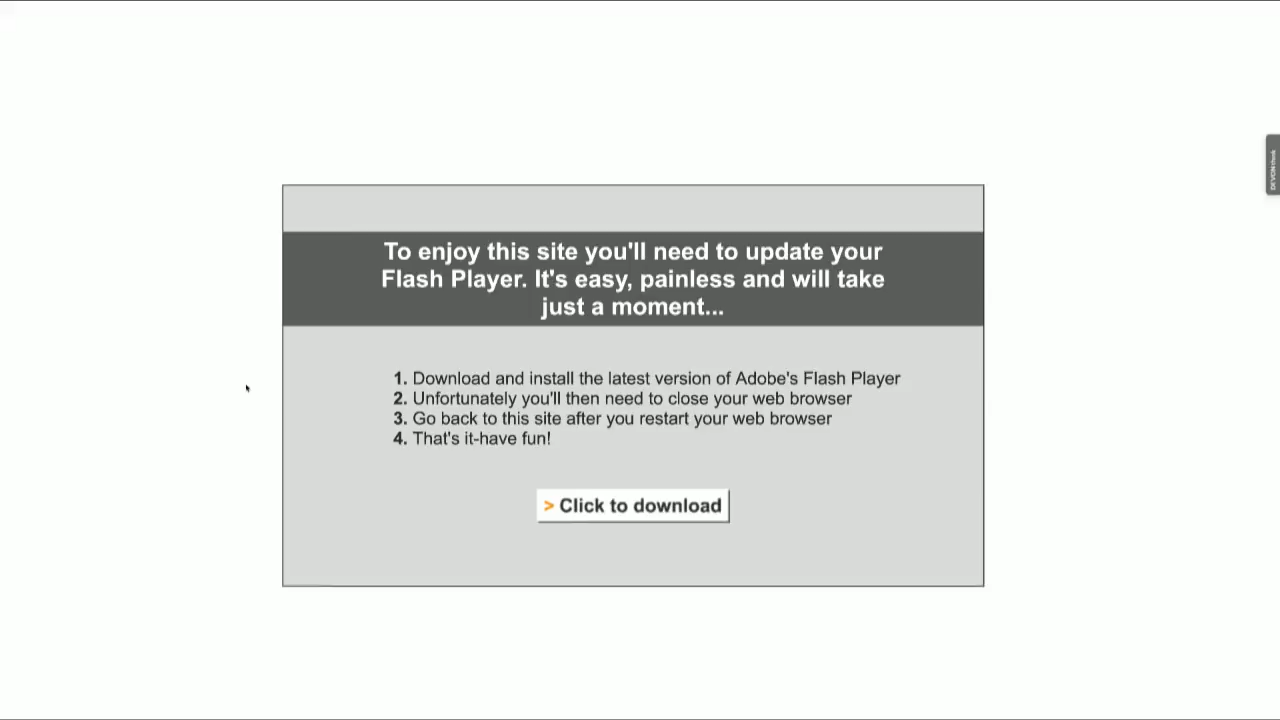 To enjoy this site you'll need to update your
Flash Player. It's easy, painless and will take
just a moment...
1. Download and install the latest version of Adobe's Flash Player
2. Unfortunately you'll then need to close your web browser
3. Go back to this site after you restart your web browser
4. That's it-have fun!
> Click to download
DEVONthink